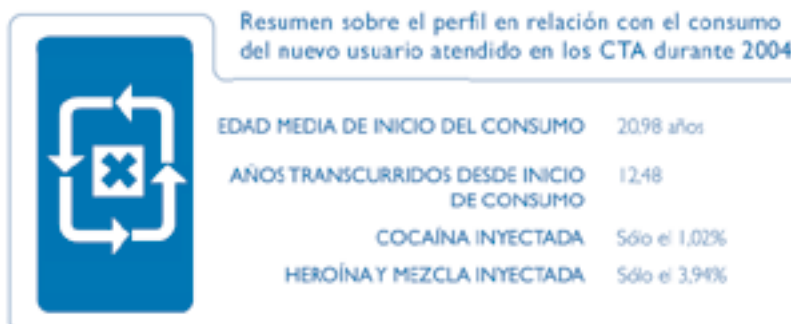 Resumen sobre el perfil en relación con el consumo
del nuevo usuario atendido en los CTA durante 2004
EDAD MEDIA DE INICIO DEL CONSUMO 20,98 años
AÑOS TRANSCURRIDOS DESDE INICIO 12,48
DE CONSUMO
COCAÍNA INYECTADA Sólo el 1,02%
HEROÍNA Y MEZCLA INYECTADA Sólo el 3,94%